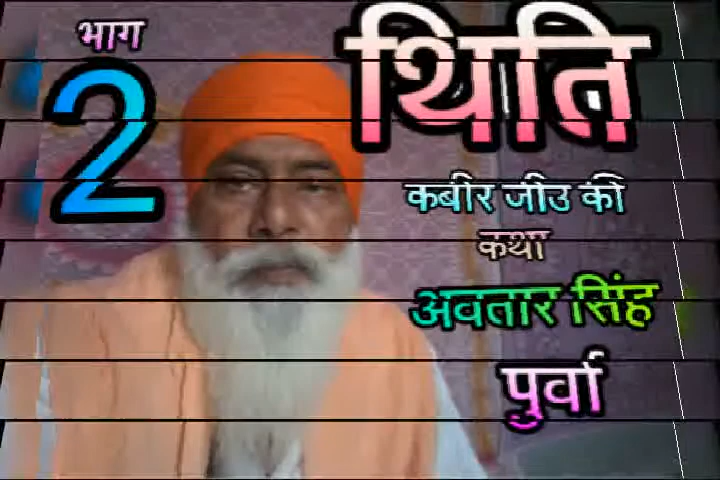 भाग
2
थिति
कबीर जीउ की
कथा
अवतार सिंह
पुर्वा